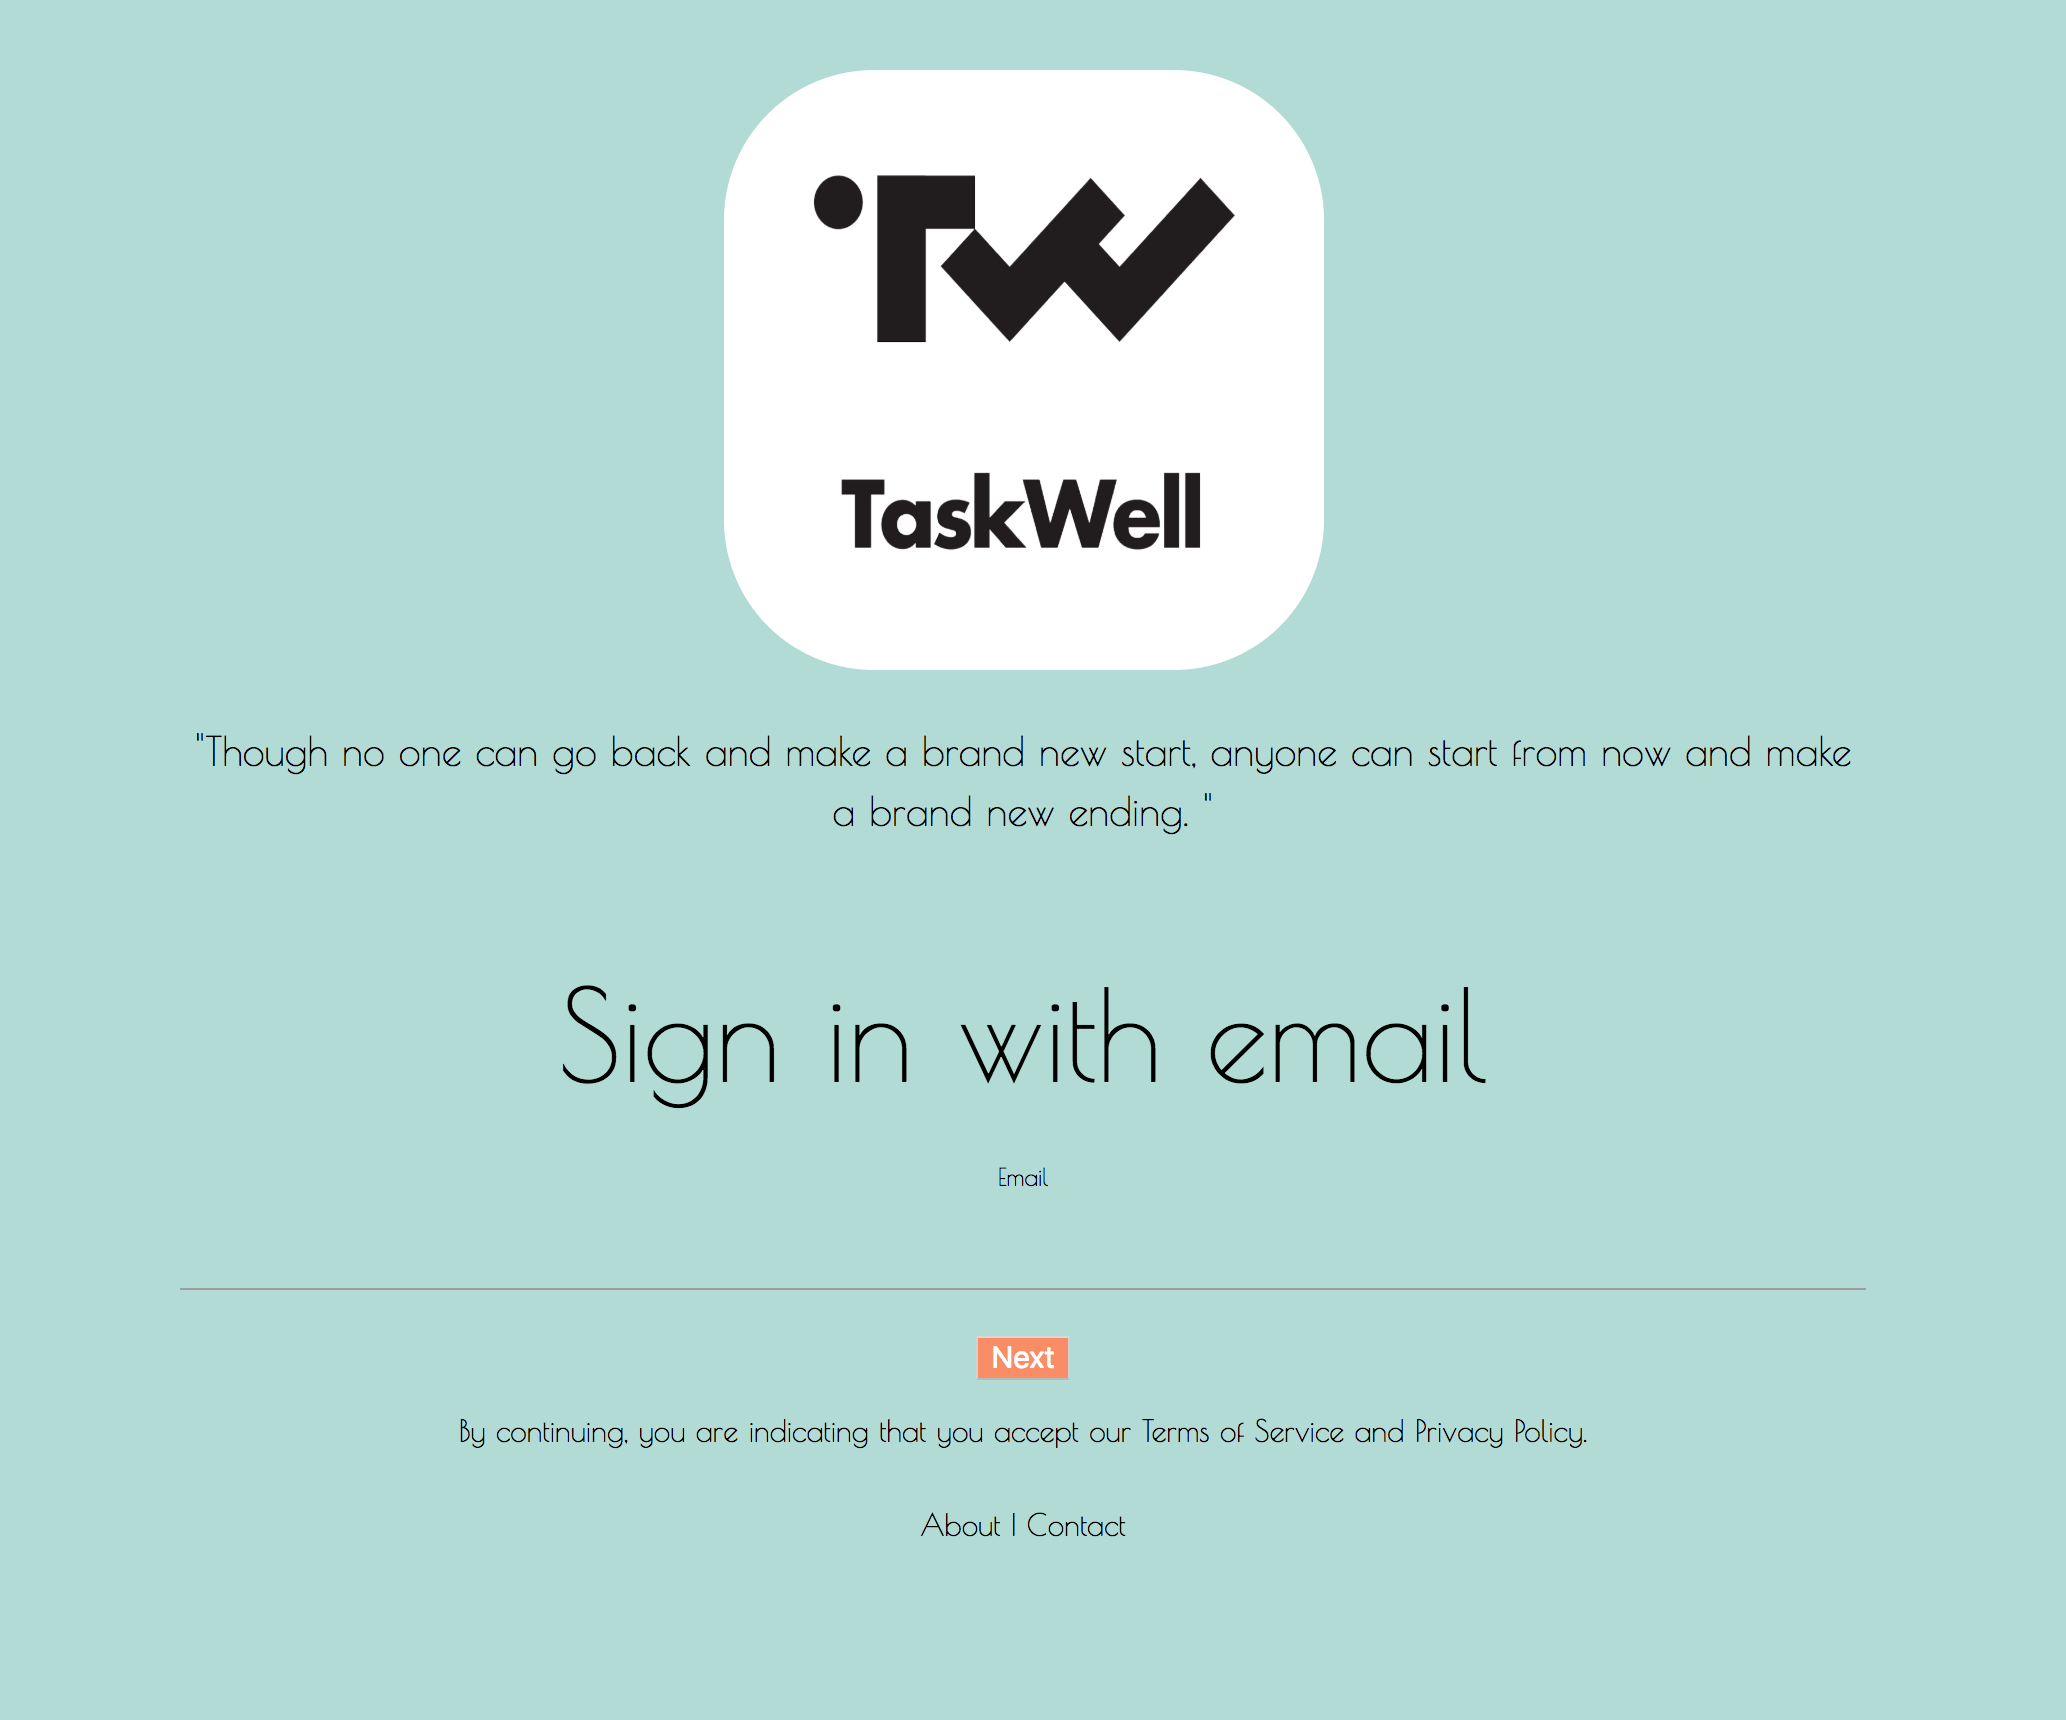 TW
TaskWell
"Though no one can go back and make a brand new start, anyone can start from now and make
a brand new ending. "
Sign in with email
Email
Next
By continuing, you are indicating that you accept our Terms of Service and Privacy Policy.
About | Contact